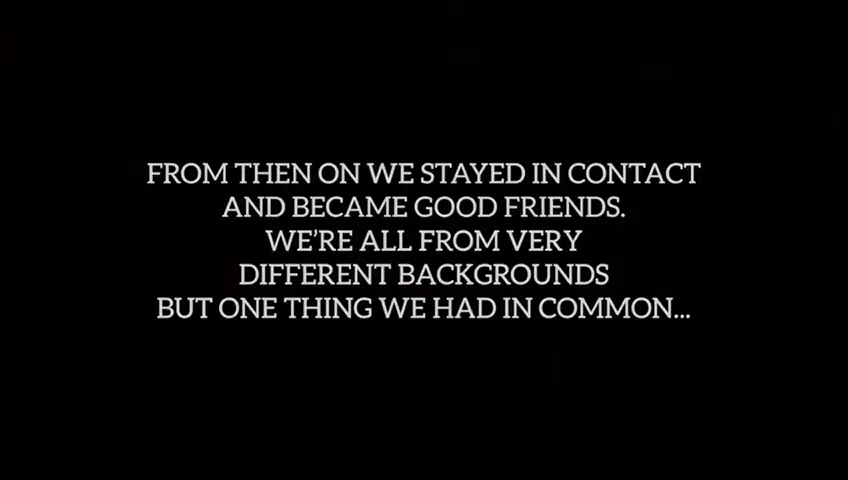 FROM THEN ON WE STAYED IN CONTACT
AND BECAME GOOD FRIENDS.
WE’RE ALL FROM VERY
DIFFERENT BACKGROUNDS
BUT ONE THING WE HAD IN COMMON...